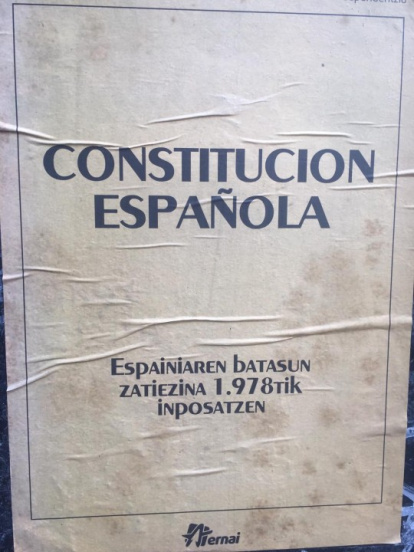 CONSTITUCION
ESPAÑOLA
Espainiaren batasun
zatiezina 1.978tik
inposatzen
ernai